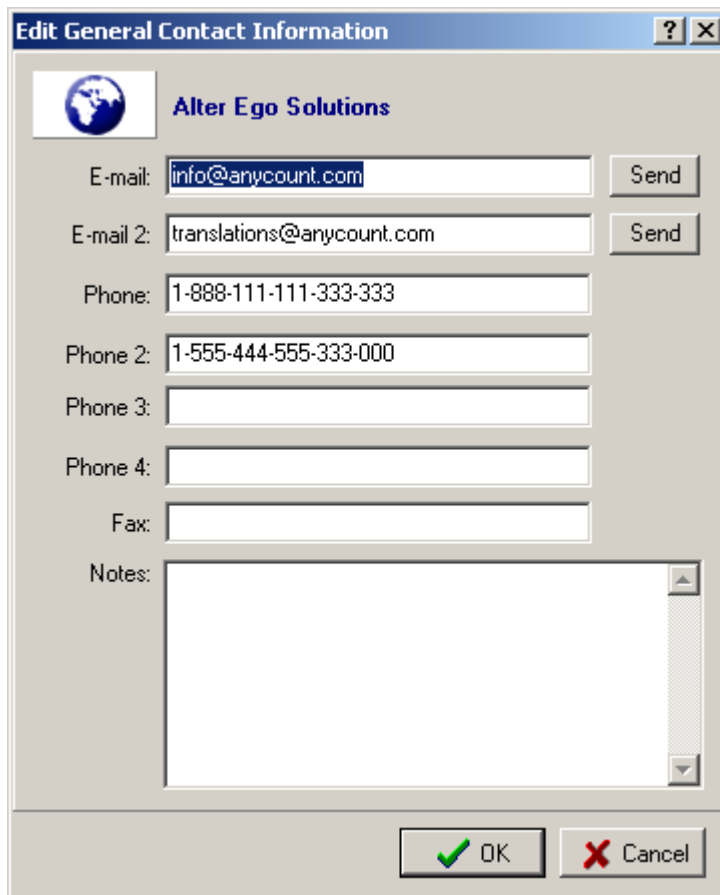 Edit General Contact Information
Alter Ego Solutions
E-mail: info@anycount.com Send
E-mail 2: translations@anycount.com Send
Phone: 1-888-111-111-333-333
Phone 2: 1-555-444-555-333-000
Phone 3:
Phone 4:
Fax:
Notes:
OK Cancel